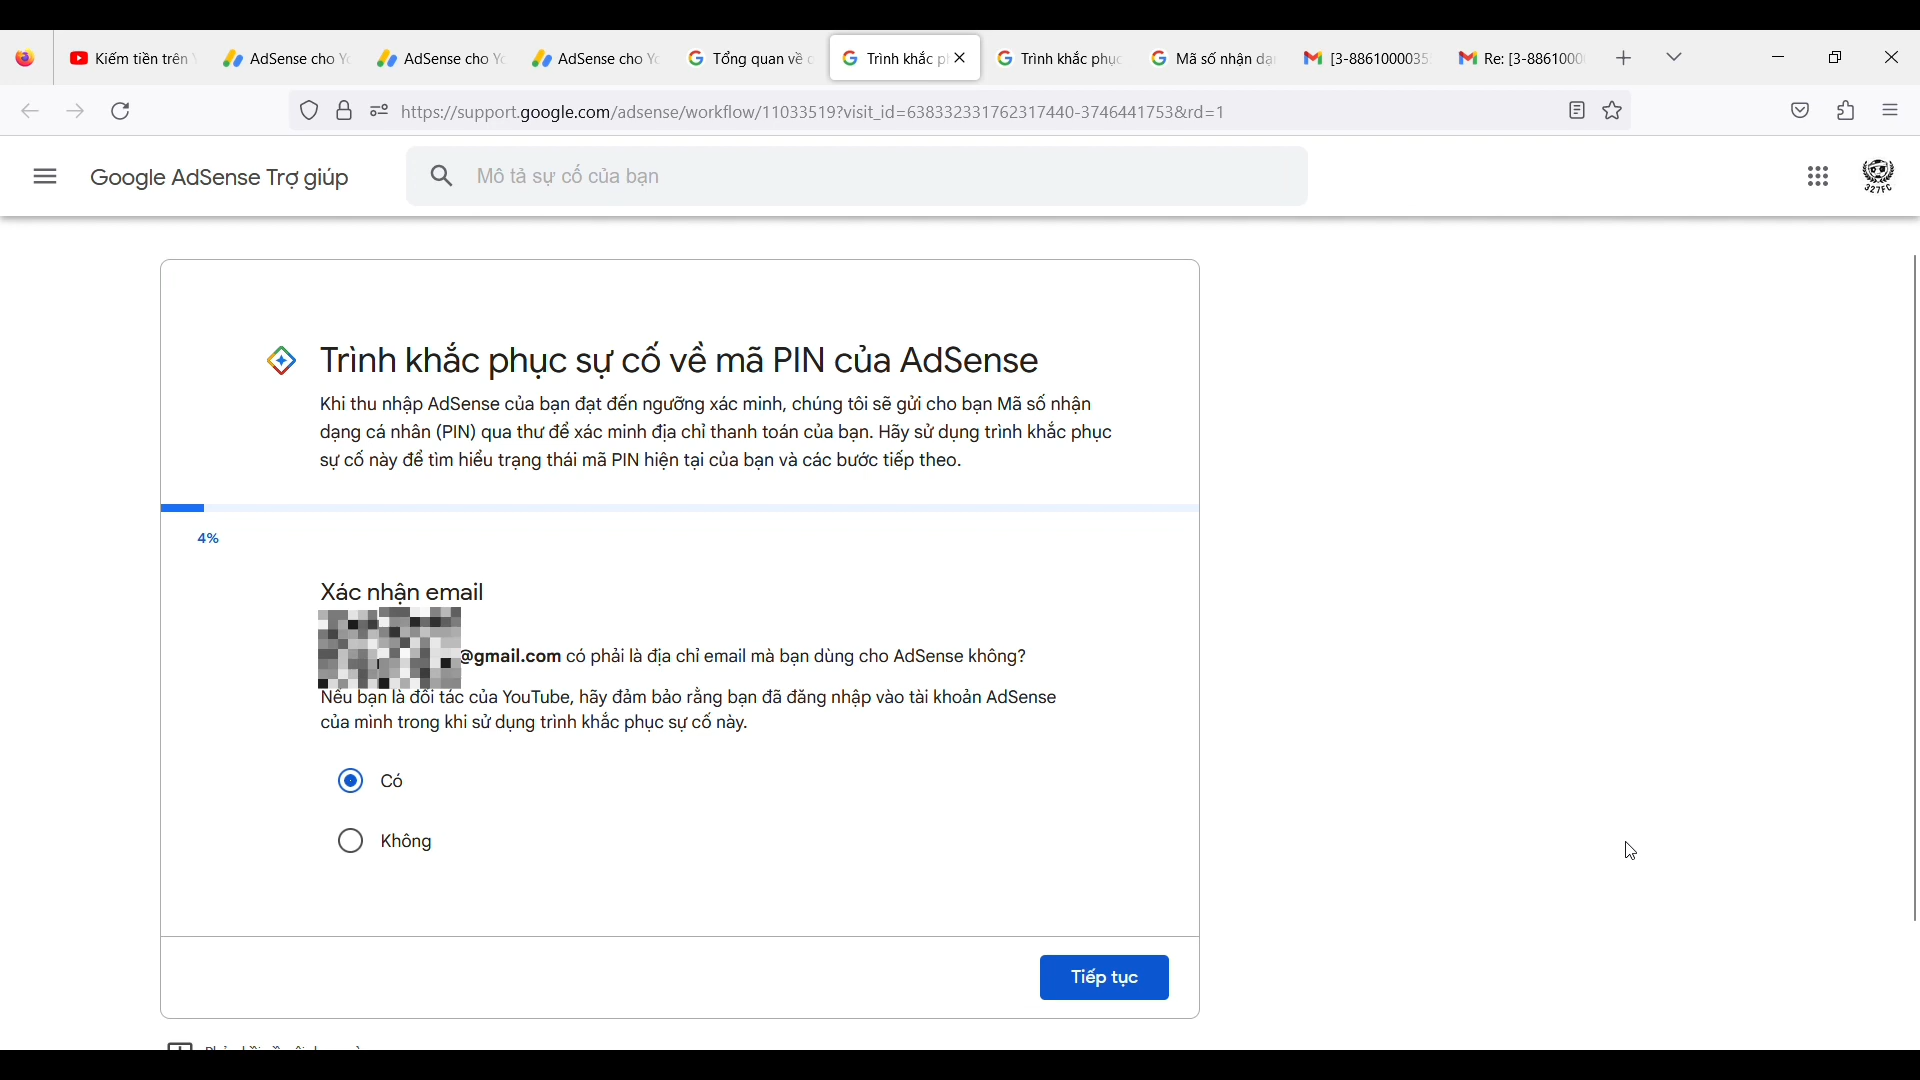 Kiếm tiền trên
AdSense cho Yo
AdSense cho Yo
AdSense cho Yo
Tổng quan về
Trình khắc p
Trình khắc phục
Mã số nhận dạ
[3-8861000035
Re: [3-8861000
https://support.google.com/adsense/workflow/11033519?visit_id=638332331762317440-3746441753&rd=1
Google AdSense Trợ giúp
Mô tả sự cố của bạn
327FC
Trình khắc phục sự cố về mã PIN của AdSense
Khi thu nhập AdSense của bạn đạt đến ngưỡng xác minh, chúng tôi sẽ gửi cho bạn Mã số nhận
dạng cá nhân (PIN) qua thư để xác minh địa chỉ thanh toán của bạn. Hãy sử dụng trình khắc phục
sự cố này để tìm hiểu trạng thái mã PIN hiện tại của bạn và các bước tiếp theo.
4%
Xác nhận email
@gmail.com có phải là địa chỉ email mà bạn dùng cho AdSense không?
Nếu bạn là đối tác của YouTube, hãy đảm bảo rằng bạn đã đăng nhập vào tài khoản AdSense
của mình trong khi sử dụng trình khắc phục sự cố này.
Có
Không
Tiếp tục